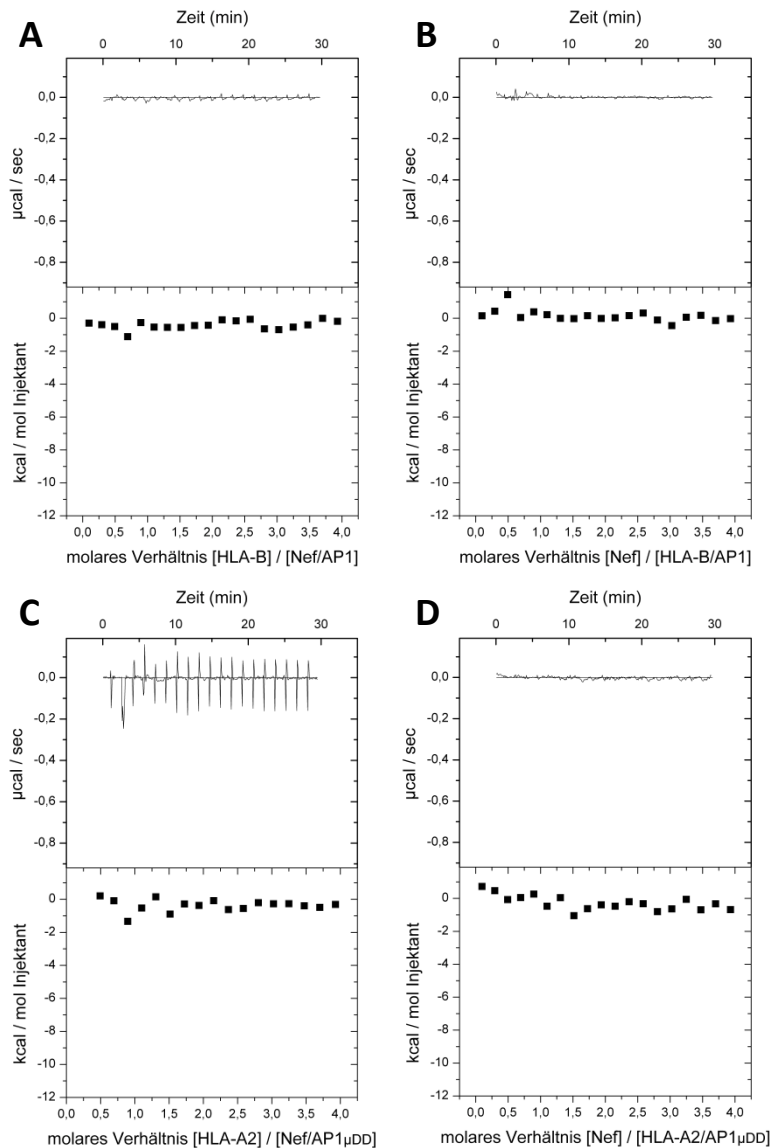 A
Zeit (min)
0 10 20 30
0,0
-0,2
-0,4
-0,6
-0,8
µcal / sec
0
-2
-4
-6
-8
-10
-12
kcal / mol Injektant
0,0 0,5 1,0 1,5 2,0 2,5 3,0 3,5 4,0
molares Verhältnis [HLA-B] / [Nef/AP1]
B
Zeit (min)
0 10 20 30
0,0
-0,2
-0,4
-0,6
-0,8
µcal / sec
0
-2
-4
-6
-8
-10
-12
kcal / mol Injektant
0,0 0,5 1,0 1,5 2,0 2,5 3,0 3,5 4,0
molares Verhältnis [Nef] / [HLA-B/AP1]
C
Zeit (min)
0 10 20 30
0,0
-0,2
-0,4
-0,6
-0,8
µcal / sec
0
-2
-4
-6
-8
-10
-12
kcal / mol Injektant
0,0 0,5 1,0 1,5 2,0 2,5 3,0 3,5 4,0
molares Verhältnis [HLA-A2] / [Nef/AP1µDD]
D
Zeit (min)
0 10 20 30
0,0
-0,2
-0,4
-0,6
-0,8
µcal / sec
0
-2
-4
-6
-8
-10
-12
kcal / mol Injektant
0,0 0,5 1,0 1,5 2,0 2,5 3,0 3,5 4,0
molares Verhältnis [Nef] / [HLA-A2/AP1µDD]